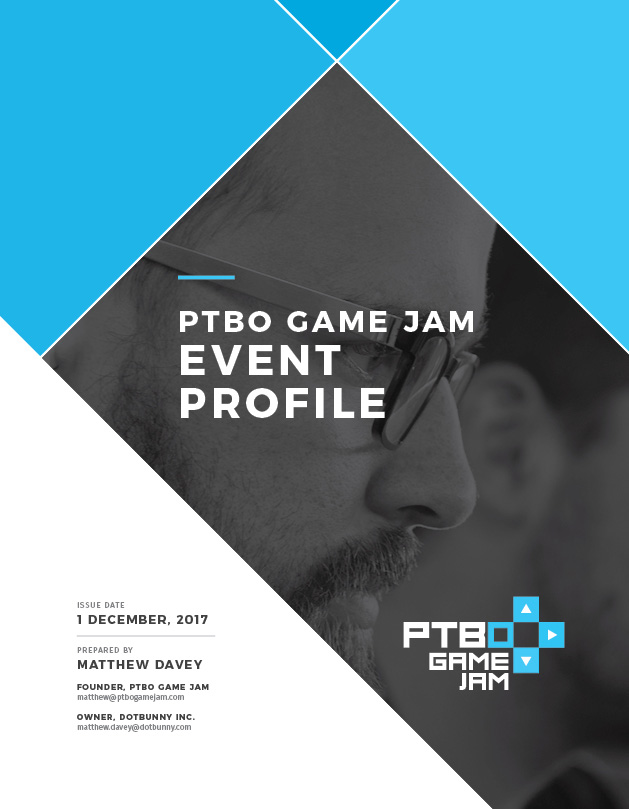 PTBO GAME JAM
EVENT
PROFILE
ISSUE DATE
1 DECEMBER, 2017
PREPARED BY
MATTHEW DAVEY
FOUNDER, PTBO GAME JAM
matthew@ptbogamejam.com
OWNER, DOTBUNNY INC.
matthew.davey@dotbunny.com
PTBO
GAME
JAM